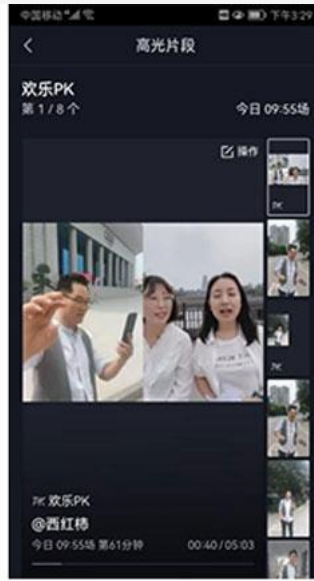 中国移动 下午3:29
高光片段
欢乐PK
第1/8个 今日 09:55场
操作
PK
PK
PK 欢乐PK
@西红柿
今日 09:55场 第61分钟 00:40/05:03